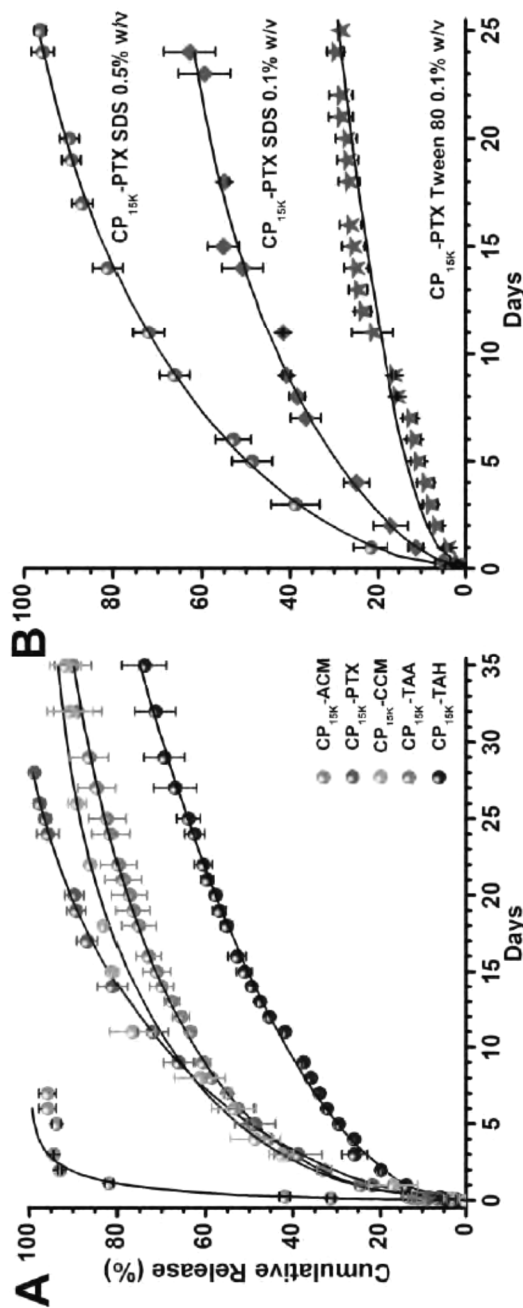 A
Cumulative Release (%)
100
80
60
40
20
0
0
5
10
15
20
25
30
35
Days
CP15K-ACM
CP15K-PTX
CP15K-CCM
CP15K-TAA
CP15K-TAH
B
100
80
60
40
20
0
0
5
10
15
20
25
Days
CP15K-PTX SDS 0.5% w/v
CP15K-PTX SDS 0.1% w/v
CP15K-PTX Tween 80 0.1% w/v